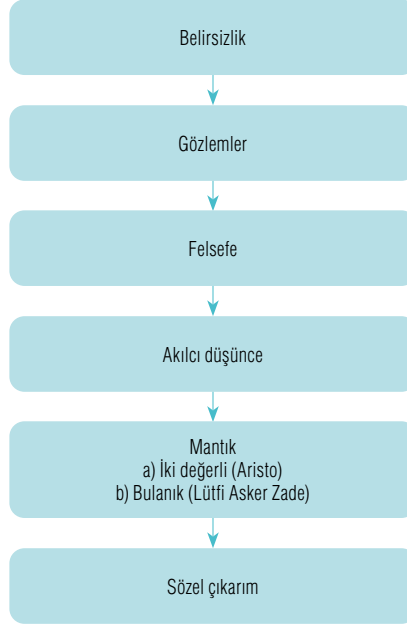 Belirsizlik
Gözlemler
Felsefe
Akılcı düşünce
Mantık
a) İki değerli (Aristo)
b) Bulanık (Lütfi Asker Zade)
Sözel çıkarım